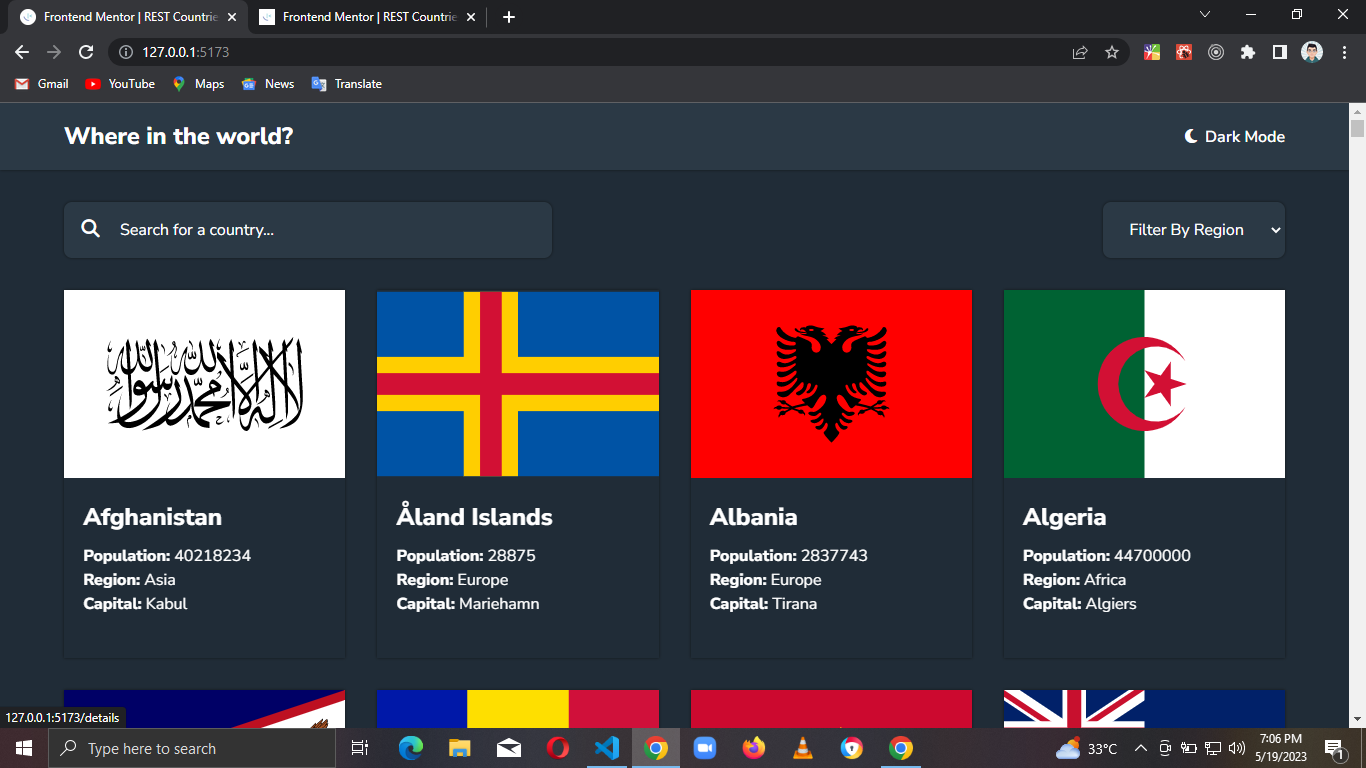 Frontend Mentor | REST Countrie
Frontend Mentor | REST Countrie
127.0.0.1:5173
Gmail
YouTube
Maps
News
Translate
Where in the world?
Dark Mode
Search for a country...
Filter By Region
لا إله إلا الله محمد رسول الله
Afghanistan
Population: 40218234
Region: Asia
Capital: Kabul
Åland Islands
Population: 28875
Region: Europe
Capital: Mariehamn
Albania
Population: 2837743
Region: Europe
Capital: Tirana
Algeria
Population: 44700000
Region: Africa
Capital: Algiers
127.0.0.1:5173/details
Type here to search
33°C
7:06 PM
5/19/2023
1